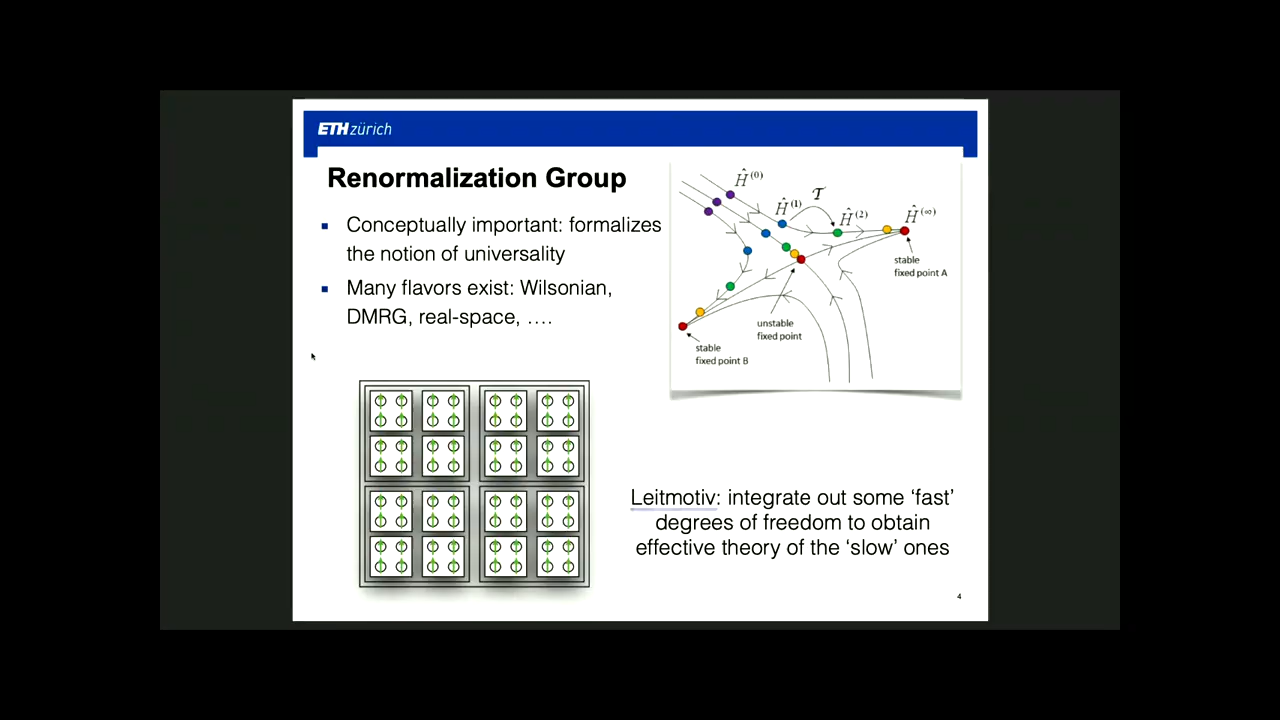 ETH zürich
Renormalization Group
Conceptually important: formalizes
the notion of universality
Many flavors exist: Wilsonian,
DMRG, real-space, ….
Ĥ⁽⁰⁾
Ĥ⁽¹⁾
𝒯
Ĥ⁽²⁾
Ĥ⁽∞⁾
stable
fixed point A
unstable
fixed point
stable
fixed point B
Leitmotiv: integrate out some ‘fast’
degrees of freedom to obtain
effective theory of the ‘slow’ ones
4